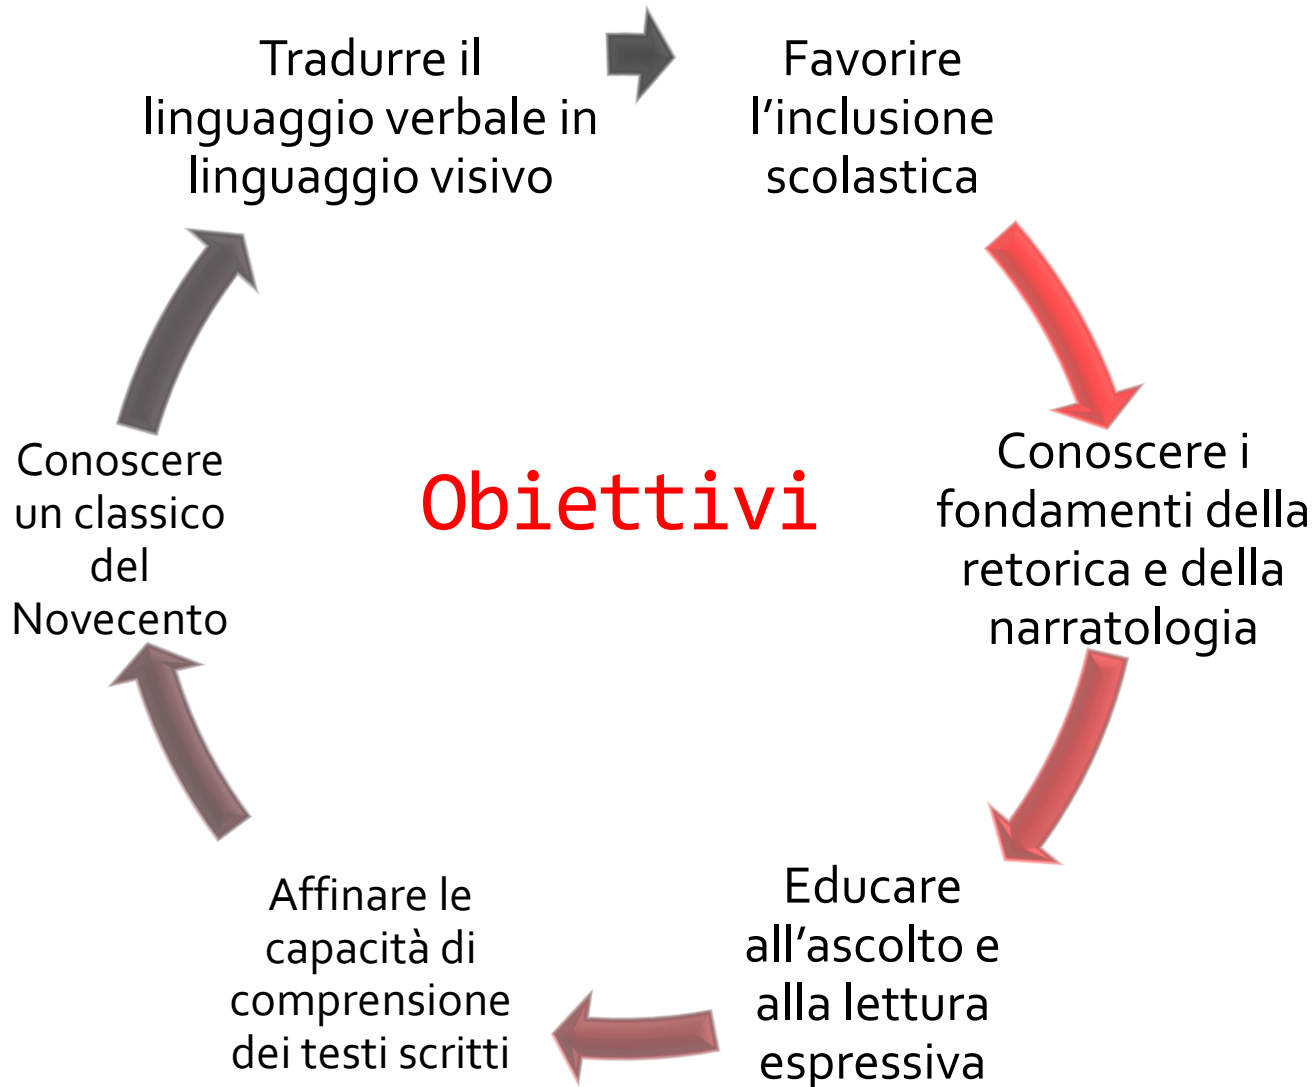 Tradurre il
linguaggio verbale in
linguaggio visivo
Favorire
l'inclusione
scolastica
Conoscere i
fondamenti della
retorica e della
narratologia
Educare
all'ascolto e
alla lettura
espressiva
Affinare le
capacità di
comprensione
dei testi scritti
Conoscere
un classico
del
Novecento
Obiettivi